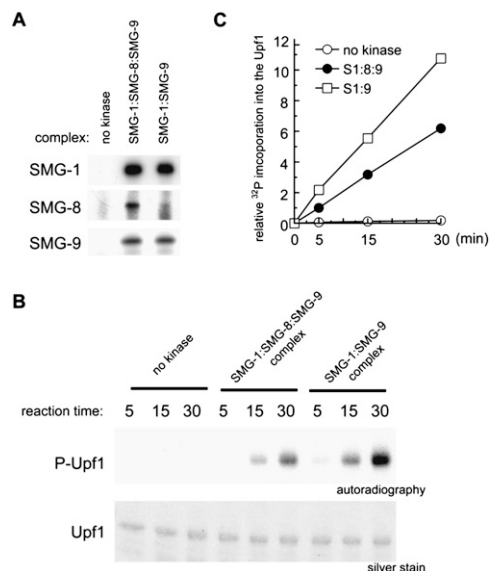 A
no kinase
SMG-1:SMG-8:SMG-9
SMG-1:SMG-9
complex:
SMG-1
SMG-8
SMG-9
C
relative 32P imcoporation into the Upf1
12
10
8
6
4
2
0
no kinase
S1:8:9
S1:9
0 5 15 30 (min)
B
no kinase
SMG-1:SMG-8:SMG-9
complex
SMG-1:SMG-9
complex
reaction time: 5 15 30 5 15 30 5 15 30
P-Upf1
autoradiography
Upf1
silver stain